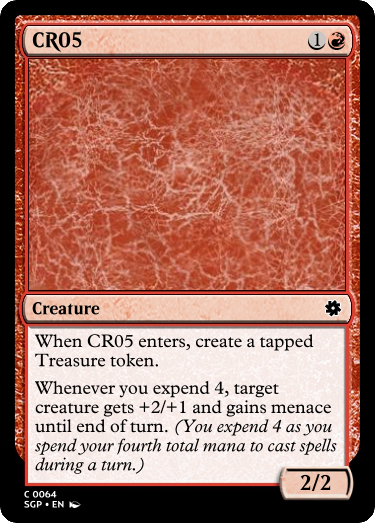 CR05 1
Creature
When CR05 enters, create a tapped
Treasure token.
Whenever you expend 4, target
creature gets +2/+1 and gains menace
until end of turn. (You expend 4 as you
spend your fourth total mana to cast spells
during a turn.)
2/2
C 0064
SGP • EN